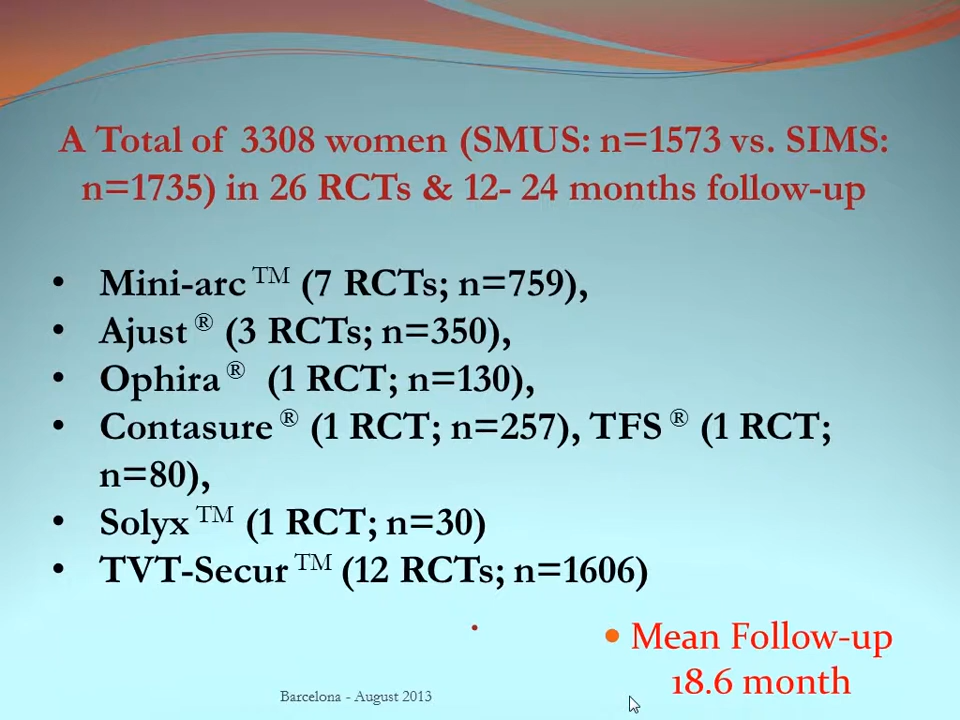 A Total of 3308 women (SMUS: n=1573 vs. SIMS:
n=1735) in 26 RCTs & 12- 24 months follow-up
• Mini-arc ™ (7 RCTs; n=759),
• Ajust ® (3 RCTs; n=350),
• Ophira ® (1 RCT; n=130),
• Contasure ® (1 RCT; n=257), TFS ® (1 RCT;
n=80),
• Solyx ™ (1 RCT; n=30)
• TVT-Secur ™ (12 RCTs; n=1606)
• Mean Follow-up
18.6 month
Barcelona - August 2013